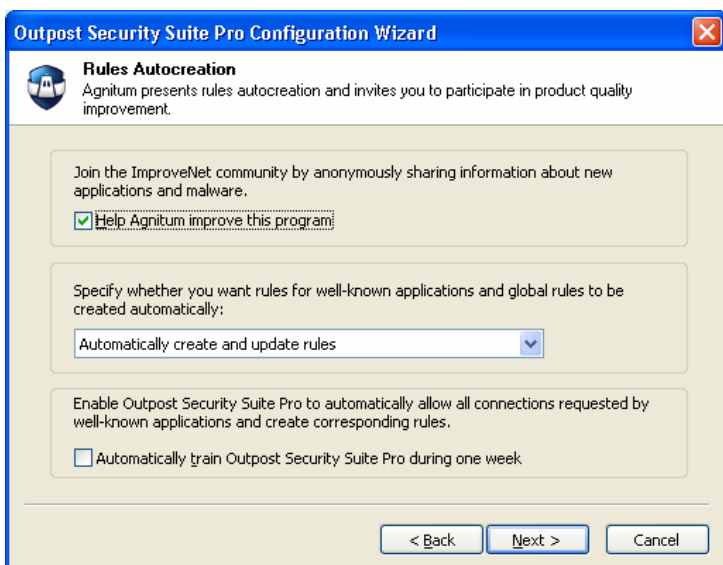 Outpost Security Suite Pro Configuration Wizard
Rules Autocreation
Agnitum presents rules autocreation and invites you to participate in product quality
improvement.
Join the ImproveNet community by anonymously sharing information about new
applications and malware.
Help Agnitum improve this program
Specify whether you want rules for well-known applications and global rules to be
created automatically:
Automatically create and update rules
Enable Outpost Security Suite Pro to automatically allow all connections requested by
well-known applications and create corresponding rules.
Automatically train Outpost Security Suite Pro during one week
< Back Next > Cancel